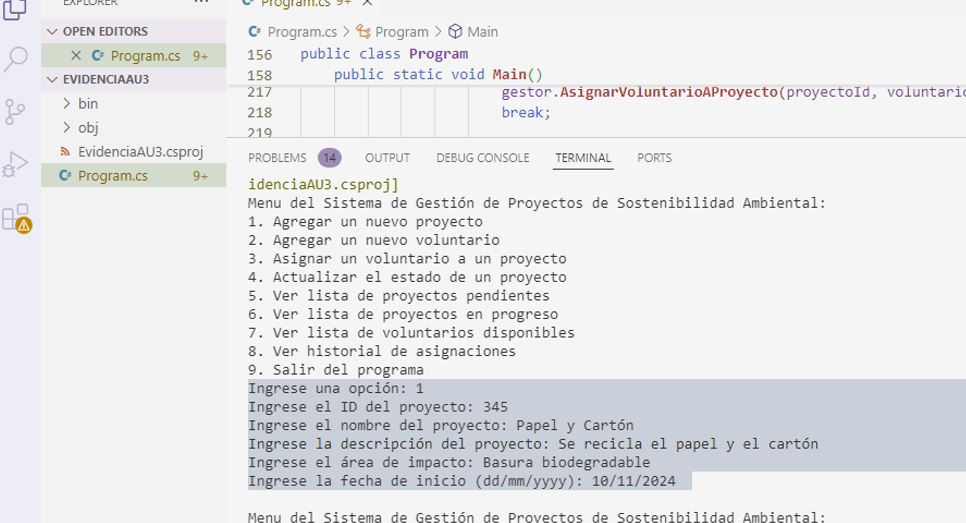 EXPLORER
Program.cs 9+
OPEN EDITORS
Program.cs 9+
EVIDENCIAAU3
bin
obj
EvidenciaAU3.csproj
Program.cs 9+
Program.cs > Program > Main
156 public class Program
158 public static void Main()
217 gestor.AsignarVoluntarioAProyecto(proyectoId, voluntario
218 break;
219
PROBLEMS 14 OUTPUT DEBUG CONSOLE TERMINAL PORTS
idenciaAU3.csproj]
Menu del Sistema de Gestión de Proyectos de Sostenibilidad Ambiental:
1. Agregar un nuevo proyecto
2. Agregar un nuevo voluntario
3. Asignar un voluntario a un proyecto
4. Actualizar el estado de un proyecto
5. Ver lista de proyectos pendientes
6. Ver lista de proyectos en progreso
7. Ver lista de voluntarios disponibles
8. Ver historial de asignaciones
9. Salir del programa
Ingrese una opción: 1
Ingrese el ID del proyecto: 345
Ingrese el nombre del proyecto: Papel y Cartón
Ingrese la descripción del proyecto: Se recicla el papel y el cartón
Ingrese el área de impacto: Basura biodegradable
Ingrese la fecha de inicio (dd/mm/yyyy): 10/11/2024
Menu del Sistema de Gestión de Proyectos de Sostenibilidad Ambiental: